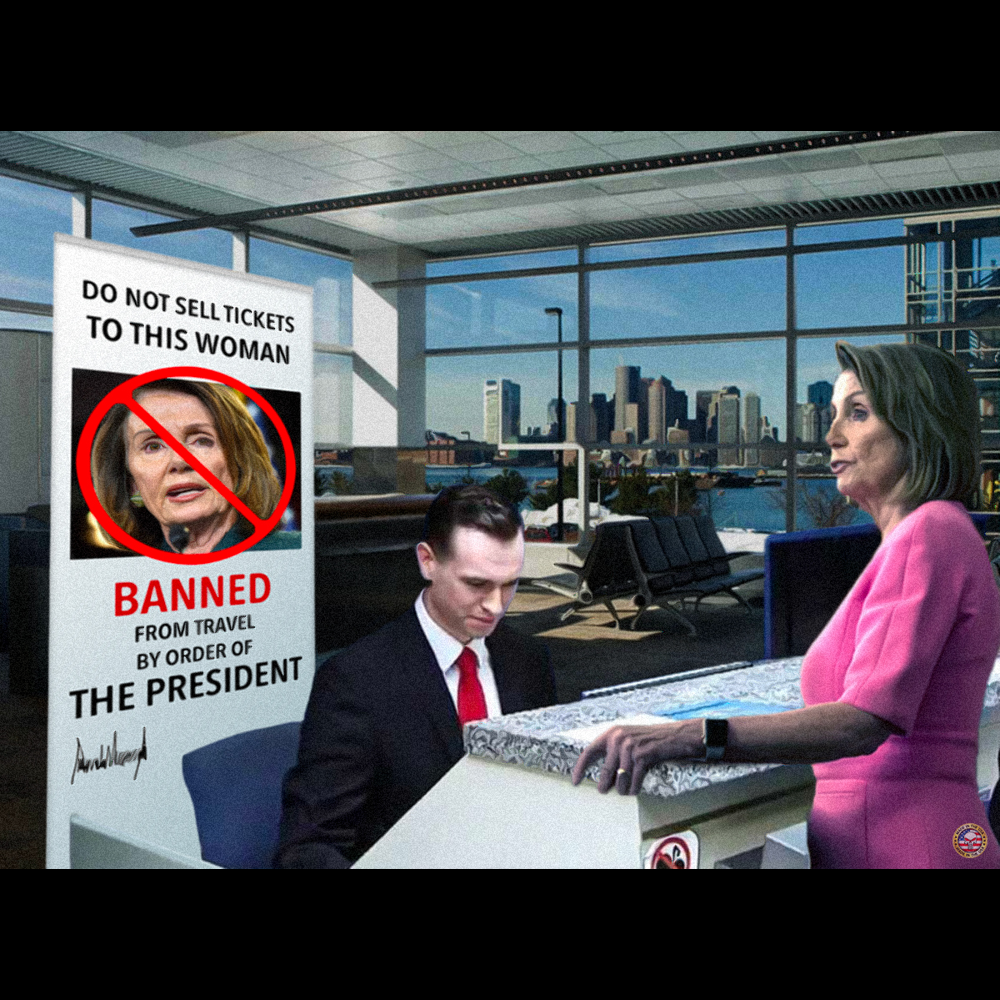 DO NOT SELL TICKETS
TO THIS WOMAN
BANNED
FROM TRAVEL
BY ORDER OF
THE PRESIDENT